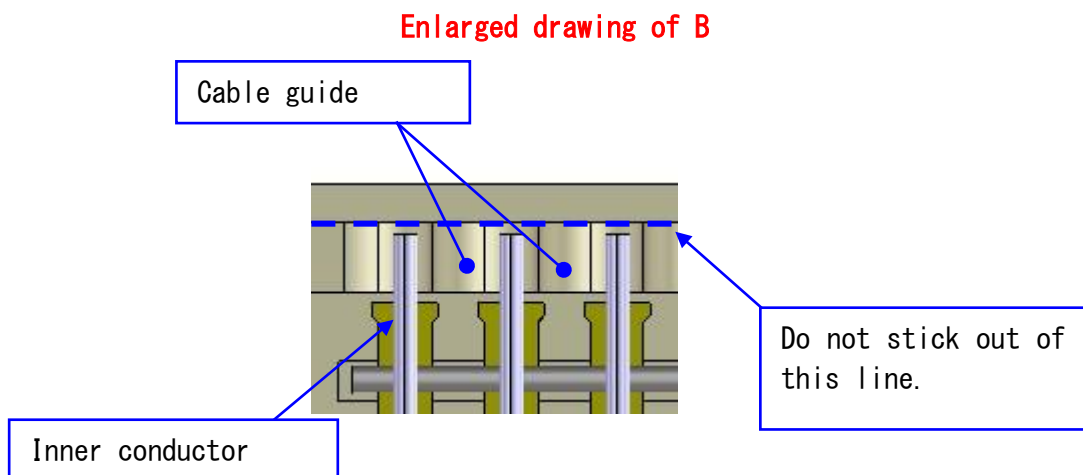 Enlarged drawing of B
Cable guide
Do not stick out of
this line.
Inner conductor